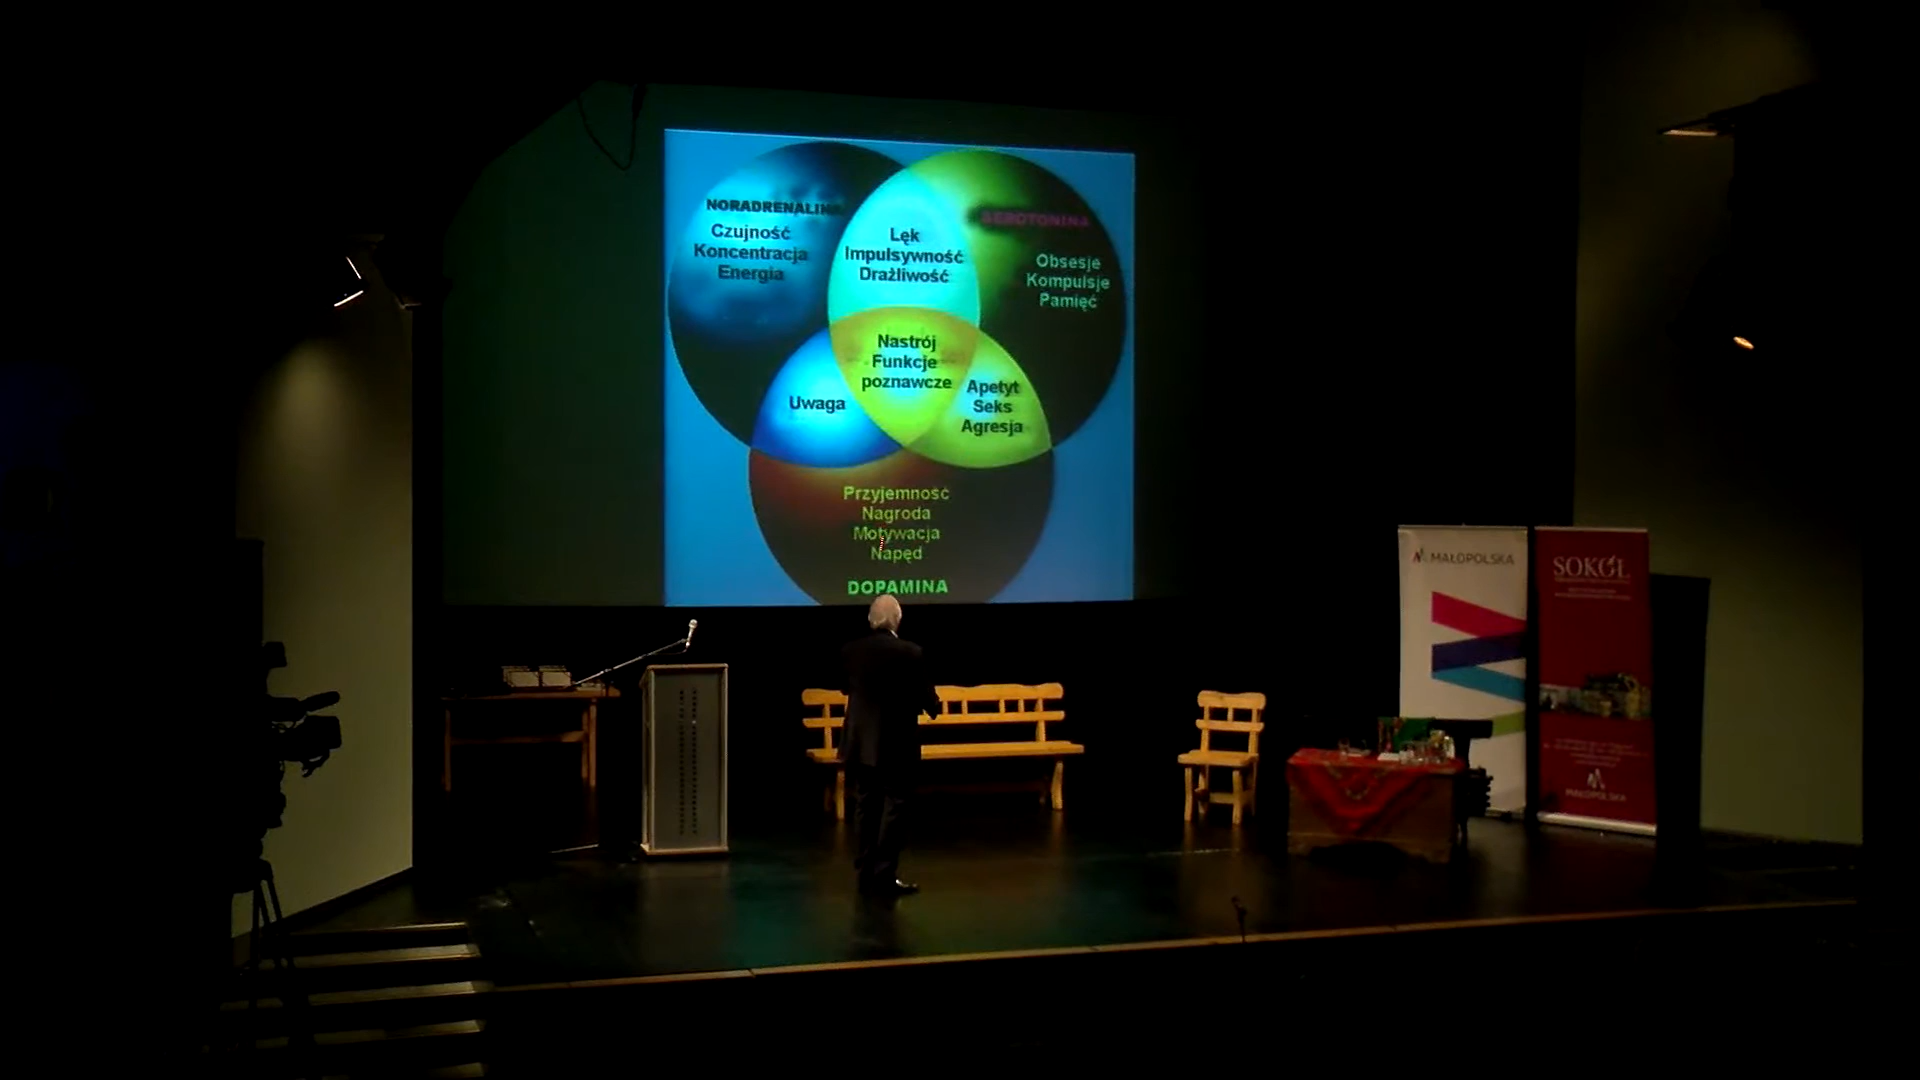 NORADRENALINA
Czujność
Koncentracja
Energia
Lęk
Impulsywność
Drażliwość
SEROTONINA
Obsesje
Kompulsje
Pamięć
Nastrój
Funkcje
poznawcze
Uwaga
Apetyt
Seks
Agresja
Przyjemność
Nagroda
Motywacja
Napęd
DOPAMINA
MAŁOPOLSKA
SOKÓŁ
MAŁOPOLSKA